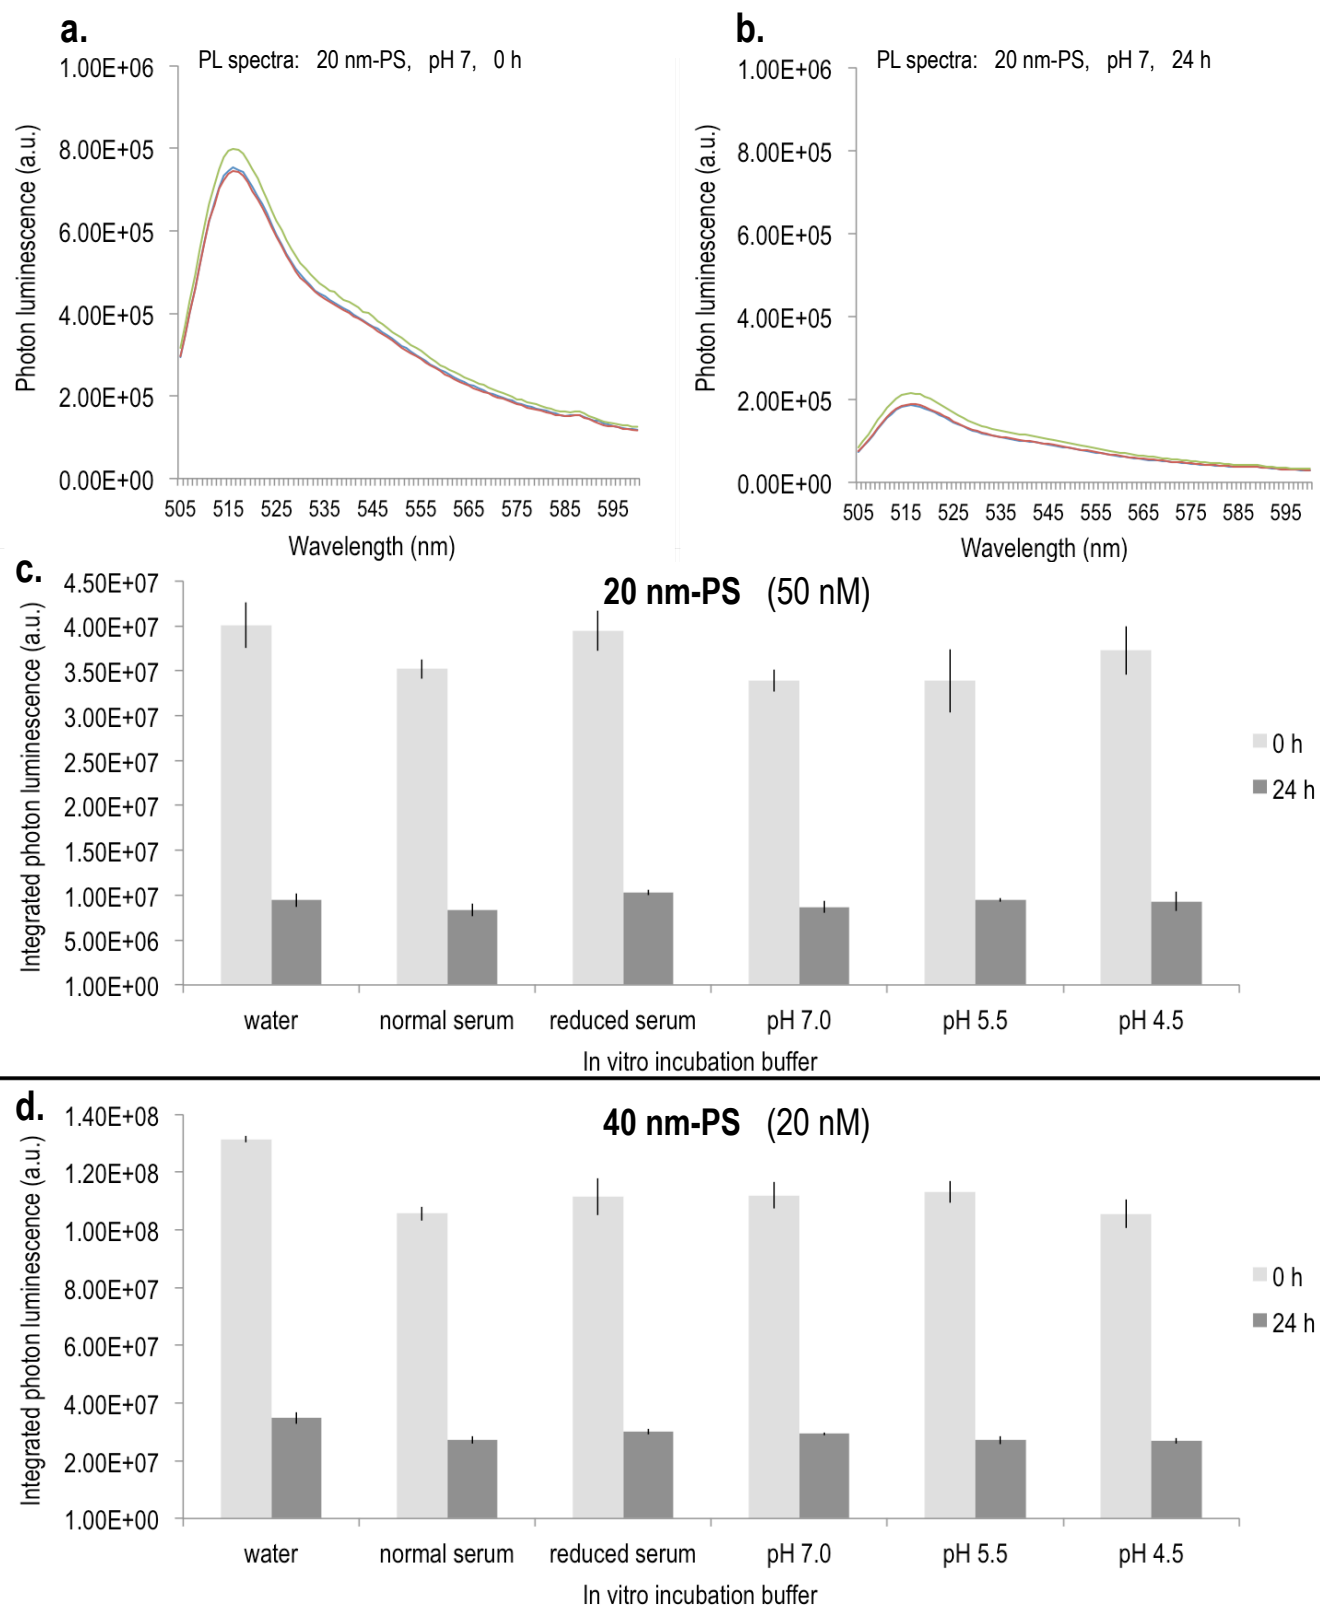 a.
PL spectra: 20 nm-PS, pH 7, 0 h
Photon luminescence (a.u.)
1.00E+06
8.00E+05
6.00E+05
4.00E+05
2.00E+05
0.00E+00
505 515 525 535 545 555 565 575 585 595
Wavelength (nm)
b.
PL spectra: 20 nm-PS, pH 7, 24 h
Photon luminescence (a.u.)
1.00E+06
8.00E+05
6.00E+05
4.00E+05
2.00E+05
0.00E+00
505 515 525 535 545 555 565 575 585 595
Wavelength (nm)
c.
20 nm-PS (50 nM)
Integrated photon luminescence (a.u.)
4.50E+07
4.00E+07
3.50E+07
3.00E+07
2.50E+07
2.00E+07
1.50E+07
1.00E+07
5.00E+06
1.00E+00
0 h
24 h
water normal serum reduced serum pH 7.0 pH 5.5 pH 4.5
In vitro incubation buffer
d.
40 nm-PS (20 nM)
Integrated photon luminescence (a.u.)
1.40E+08
1.20E+08
1.00E+08
8.00E+07
6.00E+07
4.00E+07
2.00E+07
1.00E+00
0 h
24 h
water normal serum reduced serum pH 7.0 pH 5.5 pH 4.5
In vitro incubation buffer